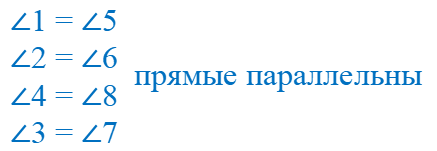 ∠1 = ∠5
∠2 = ∠6
прямые параллельны
∠4 = ∠8
∠3 = ∠7